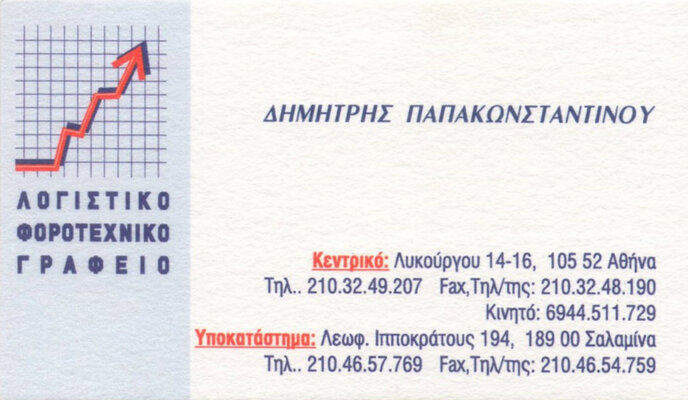 ΛΟΓΙΣΤΙΚΟ
ΦΟΡΟΤΕΧΝΙΚΟ
ΓΡΑΦΕΙΟ
ΔΗΜΗΤΡΗΣ ΠΑΠΑΚΩΝΣΤΑΝΤΙΝΟΥ
Κεντρικό: Λυκούργου 14-16, 105 52 Αθήνα
Τηλ.. 210.32.49.207 Fax,Τηλ/της: 210.32.48.190
Κινητό: 6944.511.729
Υποκατάστημα: Λεωφ. Ιπποκράτους 194, 189 00 Σαλαμίνα
Τηλ.. 210.46.57.769 Fax,Τηλ/της: 210.46.54.759